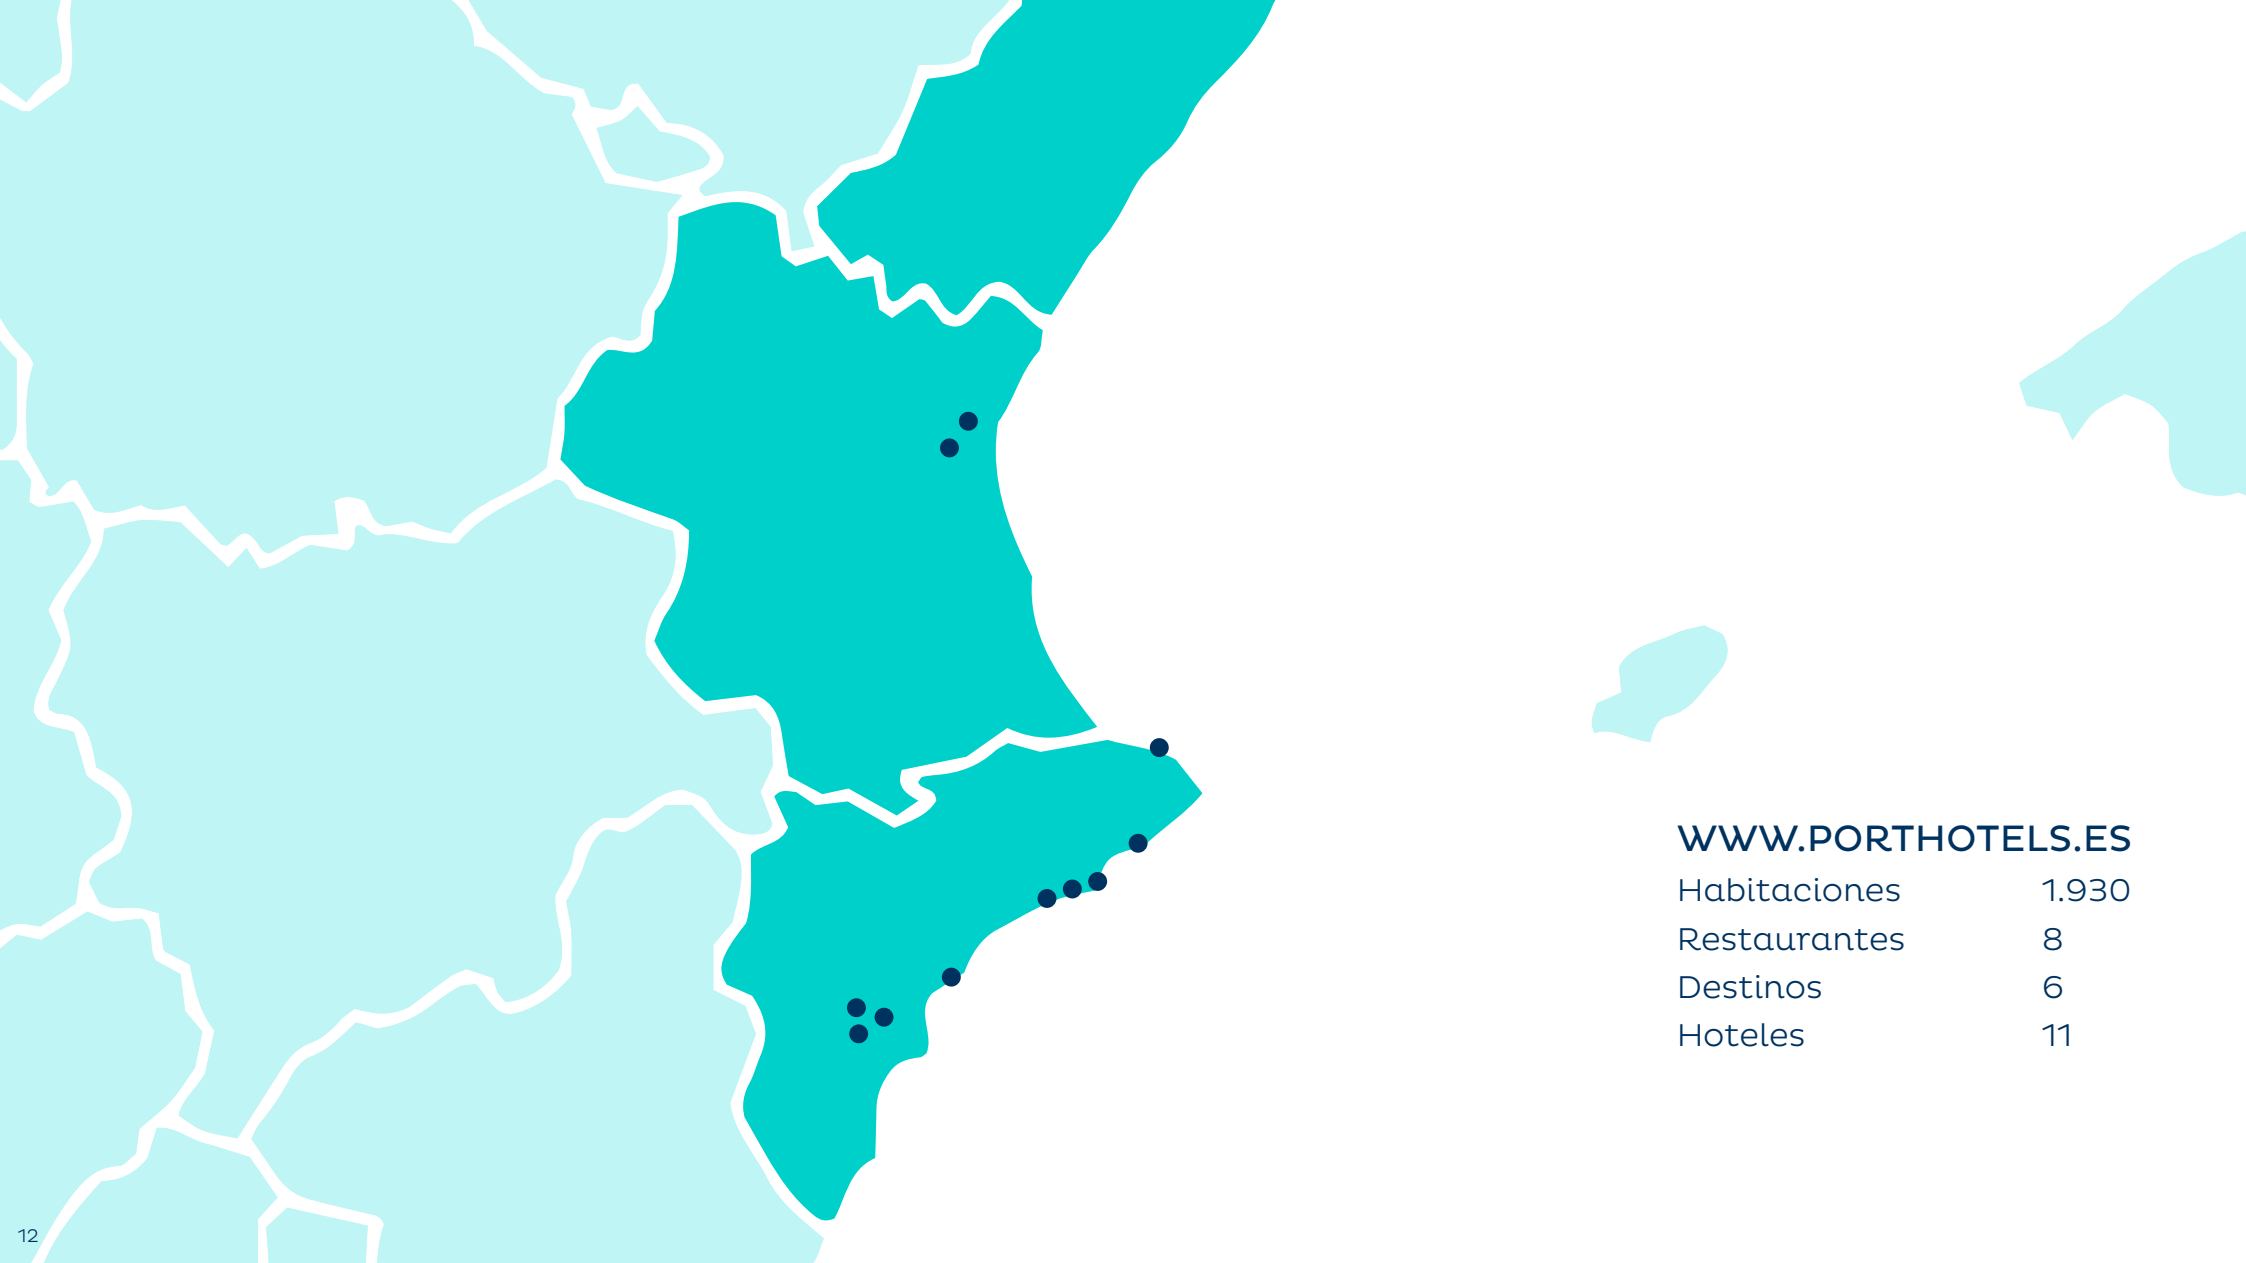 WWW.PORTHOTELS.ES
Habitaciones 1.930
Restaurantes 8
Destinos 6
Hoteles 11
12